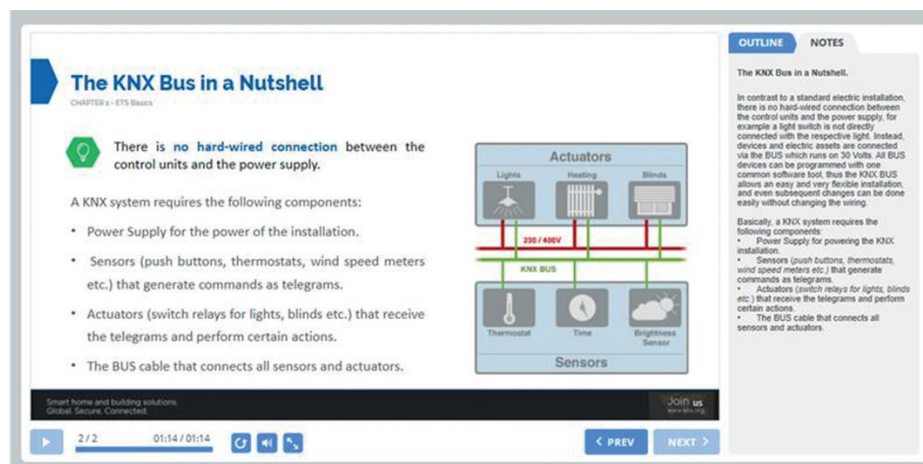 The KNX Bus in a Nutshell
CHAPTER 1 - ETS Basics
There is no hard-wired connection between the
control units and the power supply.
A KNX system requires the following components:
• Power Supply for the power of the installation.
• Sensors (push buttons, thermostats, wind speed meters
etc.) that generate commands as telegrams.
• Actuators (switch relays for lights, blinds etc.) that receive
the telegrams and perform certain actions.
• The BUS cable that connects all sensors and actuators.
Actuators
Lights Heating Blinds
230 / 400V
KNX BUS
Thermostat Time Brightness
Sensor
Sensors
Smart home and building solutions.
Global. Secure. Connected.
Join us
www.knx.org
2 / 2 01:14 / 01:14
< PREV NEXT >
OUTLINE NOTES
The KNX Bus in a Nutshell.
In contrast to a standard electric installation,
there is no hard-wired connection between
the control units and the power supply, for
example a light switch is not directly
connected with the respective light. Instead,
devices and electric assets are connected
via the BUS which runs on 30 Volts. All BUS
devices can be programmed with one
common software tool, thus the KNX BUS
allows an easy and very flexible installation,
and even subsequent changes can be done
easily without changing the wiring.
Basically, a KNX system requires the
following components:
• Power Supply for powering the KNX
installation.
• Sensors (push buttons, thermostats,
wind speed meters etc.) that generate
commands as telegrams.
• Actuators (switch relays for lights, blinds
etc.) that receive the telegrams and perform
certain actions.
• The BUS cable that connects all
sensors and actuators.